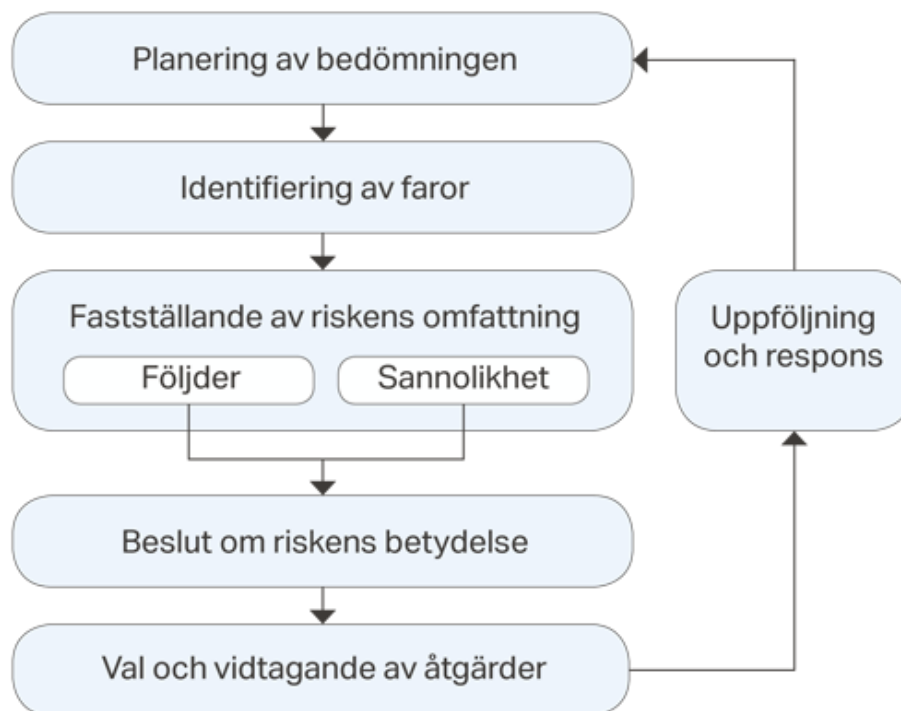 Planering av bedömningen
Identifiering av faror
Fastställande av riskens omfattning
Följder
Sannolikhet
Beslut om riskens betydelse
Val och vidtagande av åtgärder
Uppföljning
och respons